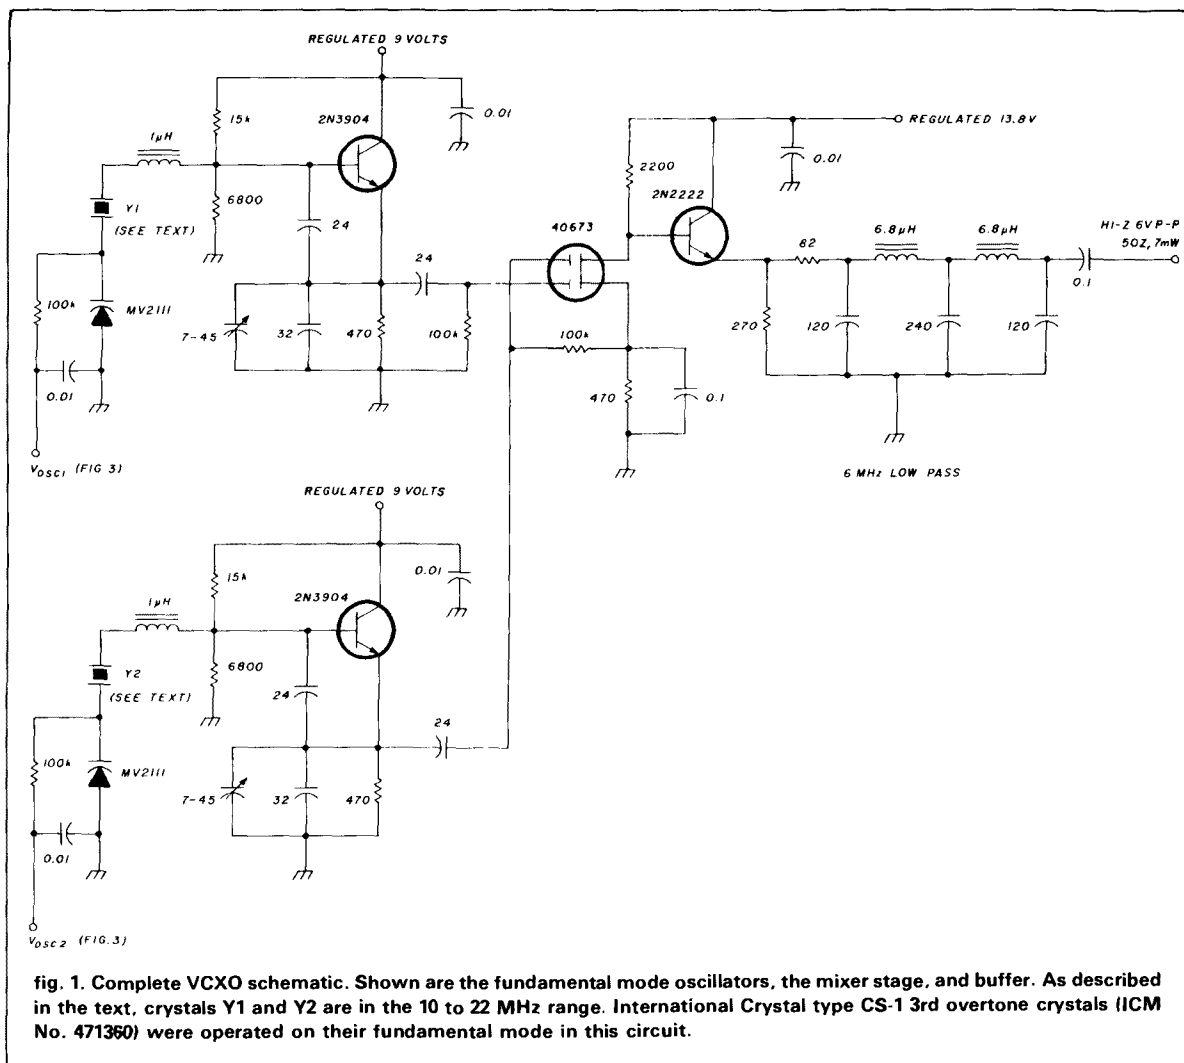 REGULATED 9 VOLTS
15k
2N3904
0.01
1μH
Y1
(SEE TEXT)
6800
24
100k
MV2111
7-45
32
470
24
100k
0.01
VOSC1 (FIG 3)
40673
2200
2N2222
REGULATED 13.8V
0.01
82
6.8μH
6.8μH
HI-Z 6V P-P
50Z, 7mW
0.1
270
120
240
120
100k
470
0.1
6 MHz LOW PASS
REGULATED 9 VOLTS
15k
2N3904
0.01
1μH
Y2
(SEE TEXT)
6800
24
24
100k
MV2111
7-45
32
470
0.01
VOSC2 (FIG.3)
fig. 1. Complete VCXO schematic. Shown are the fundamental mode oscillators, the mixer stage, and buffer. As described
in the text, crystals Y1 and Y2 are in the 10 to 22 MHz range. International Crystal type CS-1 3rd overtone crystals (ICM
No. 471360) were operated on their fundamental mode in this circuit.